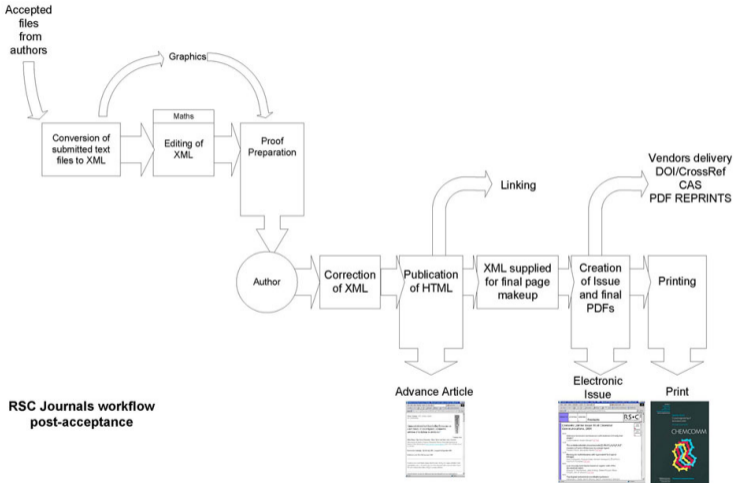 Accepted
files
from
authors
Graphics
Maths
Conversion of
submitted text
files to XML
Editing of
XML
Proof
Preparation
Vendors delivery
DOI/CrossRef
CAS
PDF REPRINTS
Linking
Author
Correction
of XML
Publication
of HTML
XML supplied
for final page
makeup
Creation
of Issue
and final
PDFs
Printing
Advance Article
Electronic
Issue
Print
RSC Journals workflow
post-acceptance
RS•C
CHEMCOMM